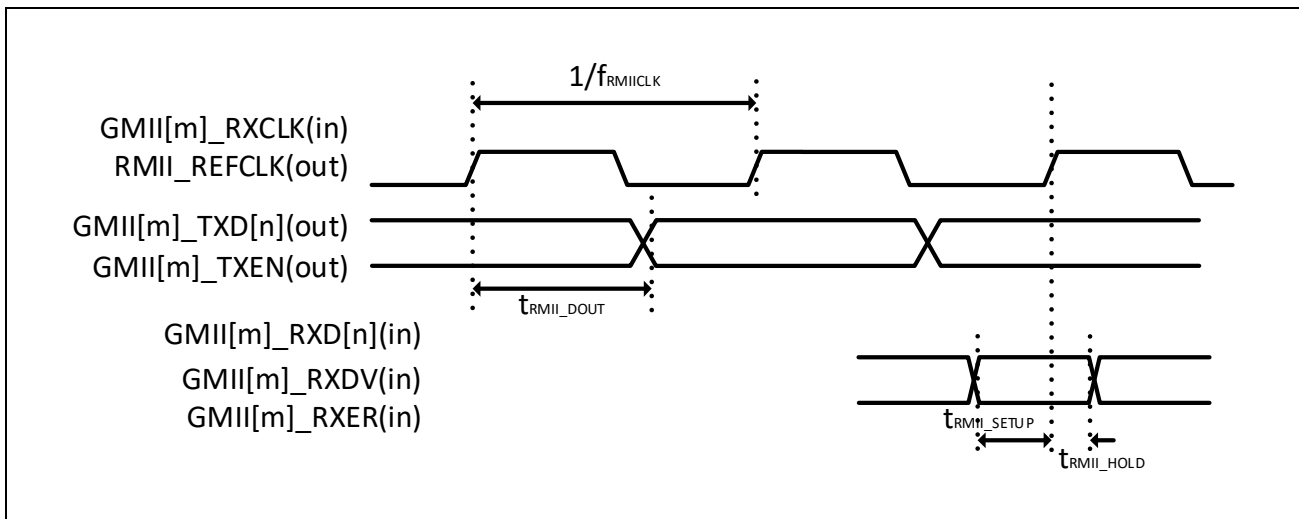 1/fRMIICLK
GMII[m]_RXCLK(in)
RMII_REFCLK(out)
GMII[m]_TXD[n](out)
GMII[m]_TXEN(out)
tRMII_DOUT
GMII[m]_RXD[n](in)
GMII[m]_RXDV(in)
GMII[m]_RXER(in)
tRMII_SETUP
tRMII_HOLD